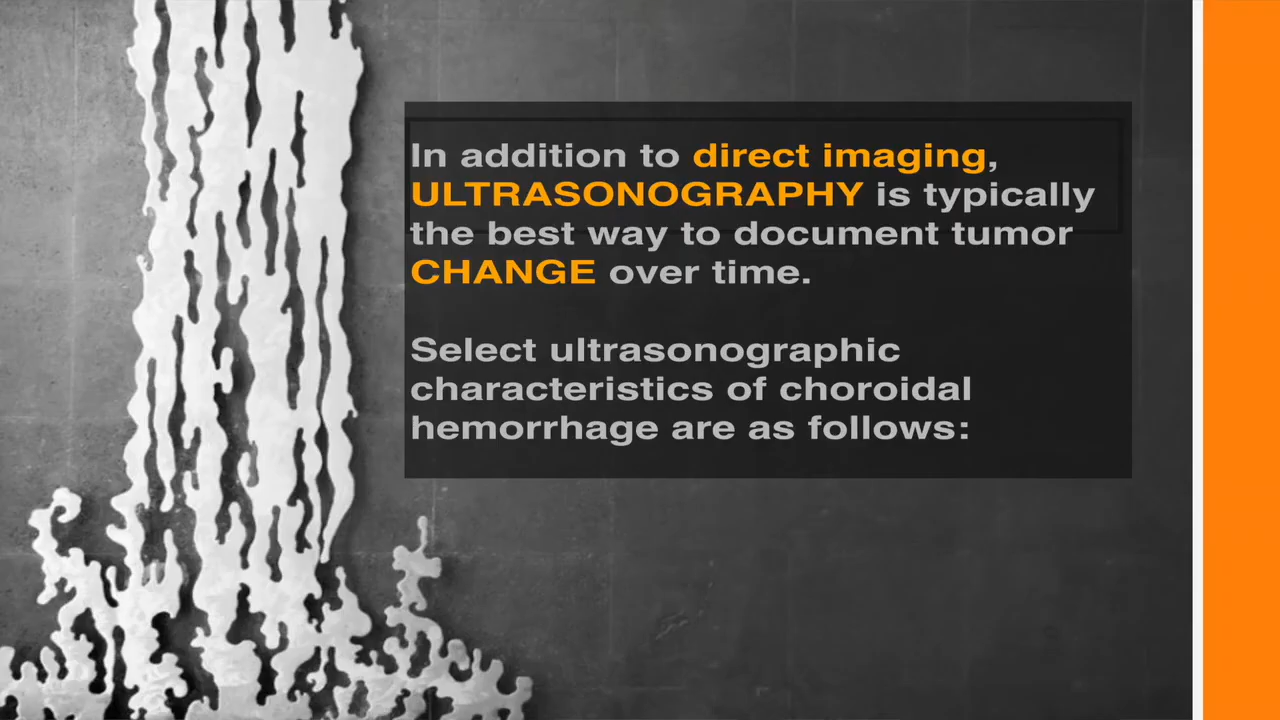 In addition to direct imaging,
ULTRASONOGRAPHY is typically
the best way to document tumor
CHANGE over time.
Select ultrasonographic
characteristics of choroidal
hemorrhage are as follows: